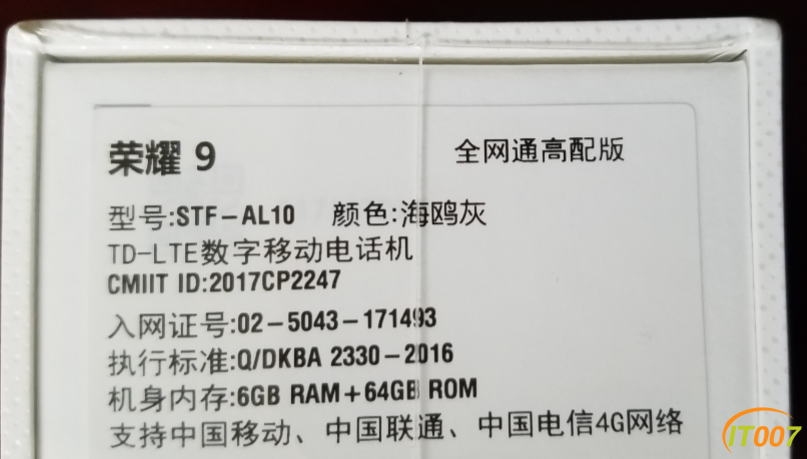 荣耀 9 全网通高配版
型号:STF-AL10 颜色:海鸥灰
TD-LTE数字移动电话机
CMIIT ID:2017CP2247
入网证号:02-5043-171493
执行标准:Q/DKBA 2330-2016
机身内存:6GB RAM+64GB ROM
支持中国移动、中国联通、中国电信4G网络
IT007